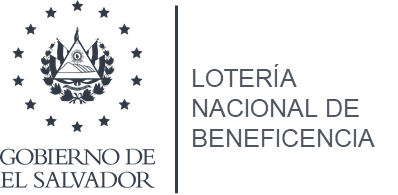 GOBIERNO DE
EL SALVADOR
LOTERÍA
NACIONAL DE
BENEFICENCIA